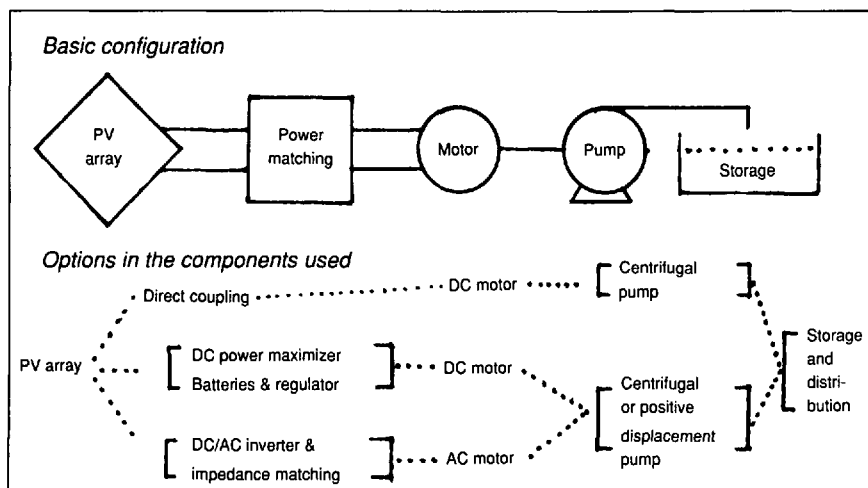 Basic configuration
PV
array
Power
matching
Motor
Pump
Storage
Options in the components used
Direct coupling
DC motor
Centrifugal
pump
PV array
DC power maximizer
Batteries & regulator
DC motor
Centrifugal
or positive
displacement
pump
Storage
and
distri-
bution
DC/AC inverter &
impedance matching
AC motor